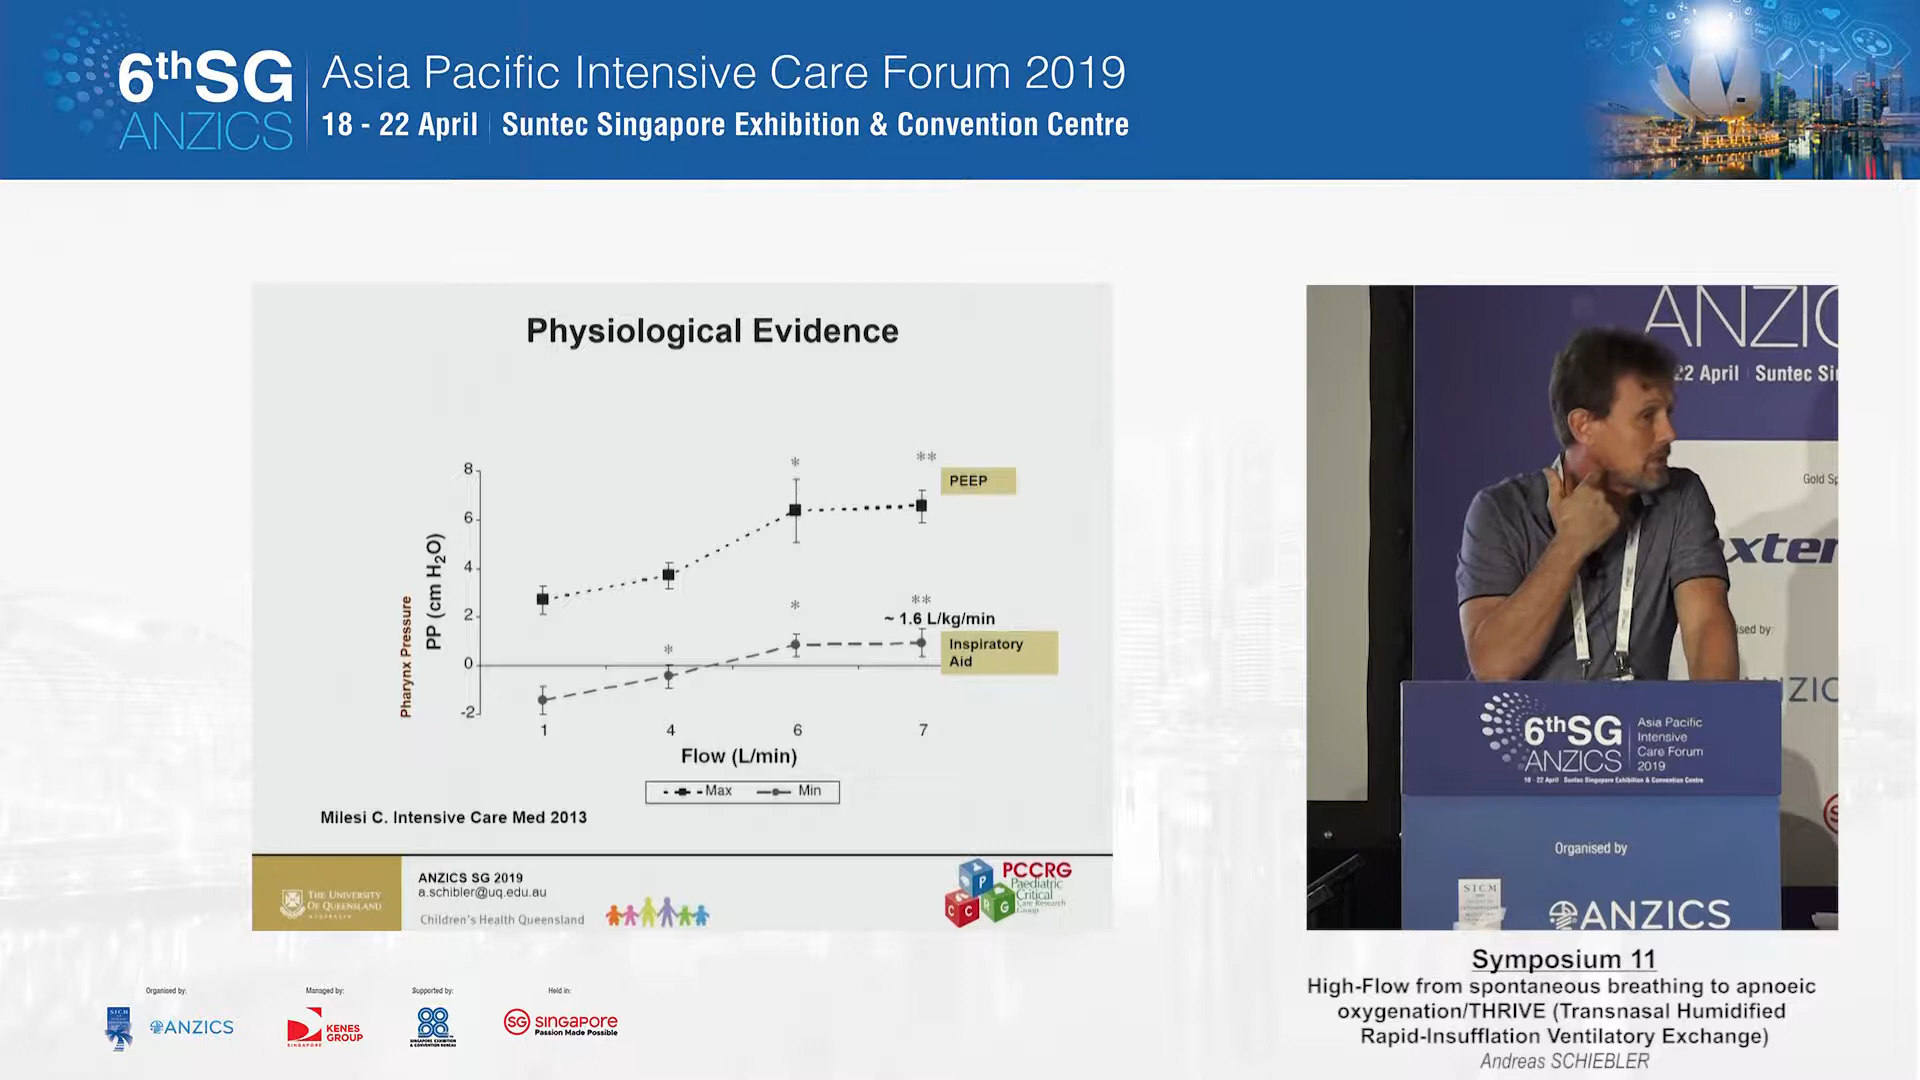 6thSG
ANZICS
Asia Pacific Intensive Care Forum 2019
18 - 22 April | Suntec Singapore Exhibition & Convention Centre
Physiological Evidence
8
6
4
2
0
-2
Pharynx Pressure
PP (cm H2O)
*
**
PEEP
*
*
**
~ 1.6 L/kg/min
Inspiratory
Aid
1 4 6 7
Flow (L/min)
Max Min
Milesi C. Intensive Care Med 2013
THE UNIVERSITY
OF QUEENSLAND
AUSTRALIA
ANZICS SG 2019
a.schibler@uq.edu.au
Children's Health Queensland
P
C C R G
PCCRG
Paediatric
Critical
Care Research
Group
ANZIC
22 April | Suntec Si
Gold Sp
xter
ised by:
NZIC
6thSG
ANZICS
Asia Pacific
Intensive
Care Forum
2019
18 - 22 April | Suntec Singapore Exhibition & Convention Centre
Organised by
SICM
ANZICS
Symposium 11
High-Flow from spontaneous breathing to apnoeic
oxygenation/THRIVE (Transnasal Humidified
Rapid-Insufflation Ventilatory Exchange)
Andreas SCHIEBLER
Organised by:
SICM
ANZICS
Managed by:
KENES
GROUP
SINGAPORE
Supported by:
SINGAPORE EXHIBITION
& CONVENTION BUREAU
Held in:
SG singapore
Passion Made Possible